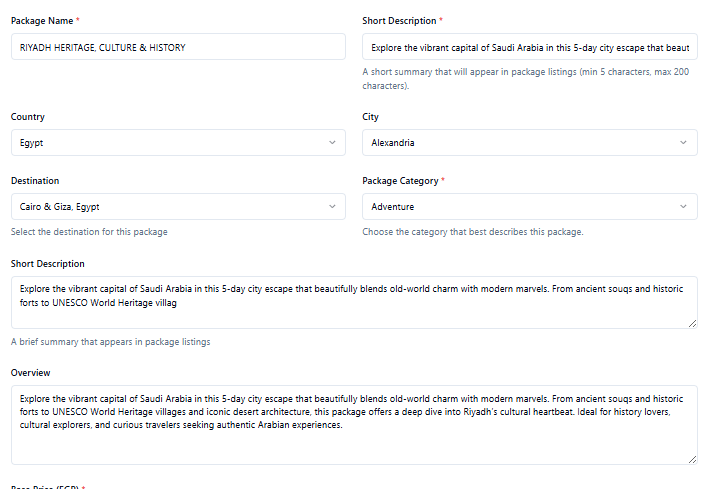 Package Name *
Short Description *
RIYADH HERITAGE, CULTURE & HISTORY
Explore the vibrant capital of Saudi Arabia in this 5-day city escape that beaut
A short summary that will appear in package listings (min 5 characters, max 200
characters).
Country
City
Egypt
Alexandria
Destination
Package Category *
Cairo & Giza, Egypt
Adventure
Select the destination for this package
Choose the category that best describes this package.
Short Description
Explore the vibrant capital of Saudi Arabia in this 5-day city escape that beautifully blends old-world charm with modern marvels. From ancient souqs and historic
forts to UNESCO World Heritage villag
A brief summary that appears in package listings
Overview
Explore the vibrant capital of Saudi Arabia in this 5-day city escape that beautifully blends old-world charm with modern marvels. From ancient souqs and historic
forts to UNESCO World Heritage villages and iconic desert architecture, this package offers a deep dive into Riyadh's cultural heartbeat. Ideal for history lovers,
cultural explorers, and curious travelers seeking authentic Arabian experiences.
Base Price (EGP) *